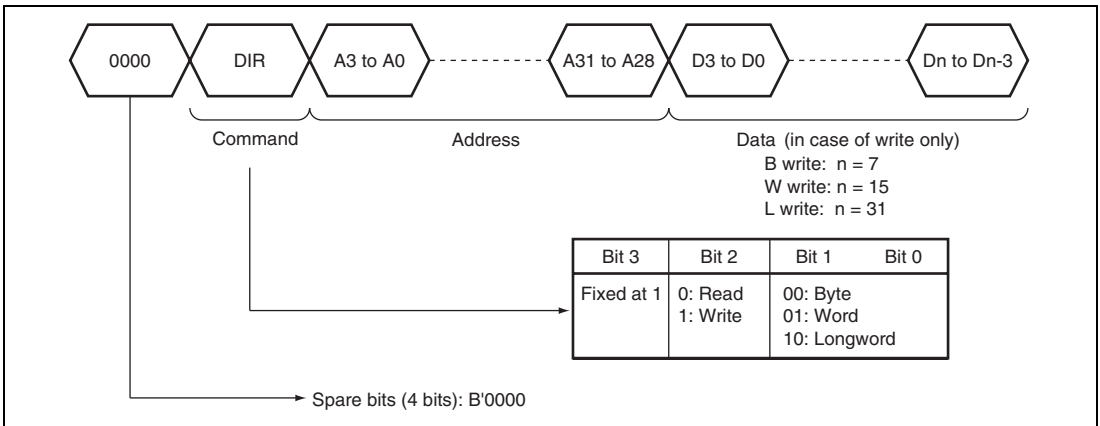 0000 DIR A3 to A0 A31 to A28 D3 to D0 Dn to Dn-3
Command Address Data (in case of write only)
B write: n = 7
W write: n = 15
L write: n = 31
Bit 3 Bit 2 Bit 1 Bit 0
Fixed at 1 0: Read 00: Byte
1: Write 01: Word
10: Longword
Spare bits (4 bits): B'0000